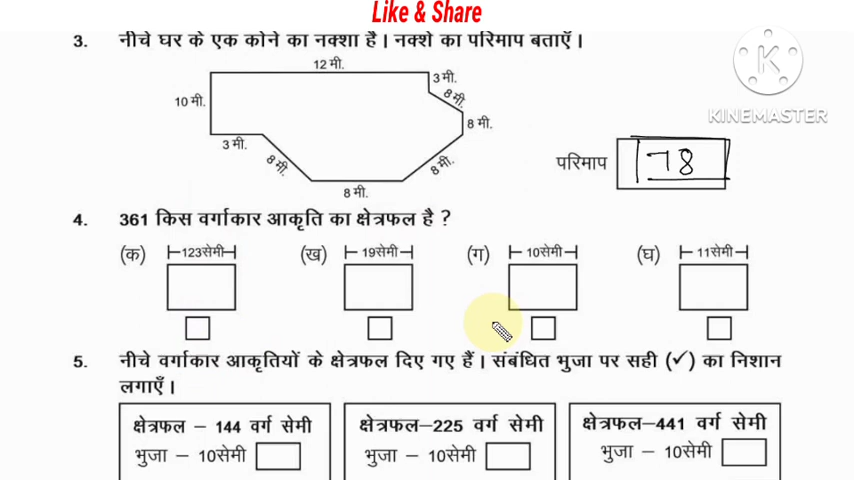 Like & Share
3. नीचे घर के एक कोने का नक्शा है। नक्शे का परिमाप बताएँ।
12 मी.
3 मी.
8 मी.
10 मी.
8 मी.
3 मी.
8 मी.
8 मी.
8 मी.
परिमाप 78
KINEMASTER
4. 361 किस वर्गाकार आकृति का क्षेत्रफल है ?
(क) 123सेमी (ख) 19सेमी (ग) 10सेमी (घ) 11सेमी
5. नीचे वर्गाकार आकृतियों के क्षेत्रफल दिए गए हैं। संबंधित भुजा पर सही (✓) का निशान
लगाएँ।
क्षेत्रफल – 144 वर्ग सेमी
भुजा – 10सेमी
क्षेत्रफल–225 वर्ग सेमी
भुजा – 10सेमी
क्षेत्रफल–441 वर्ग सेमी
भुजा – 10सेमी